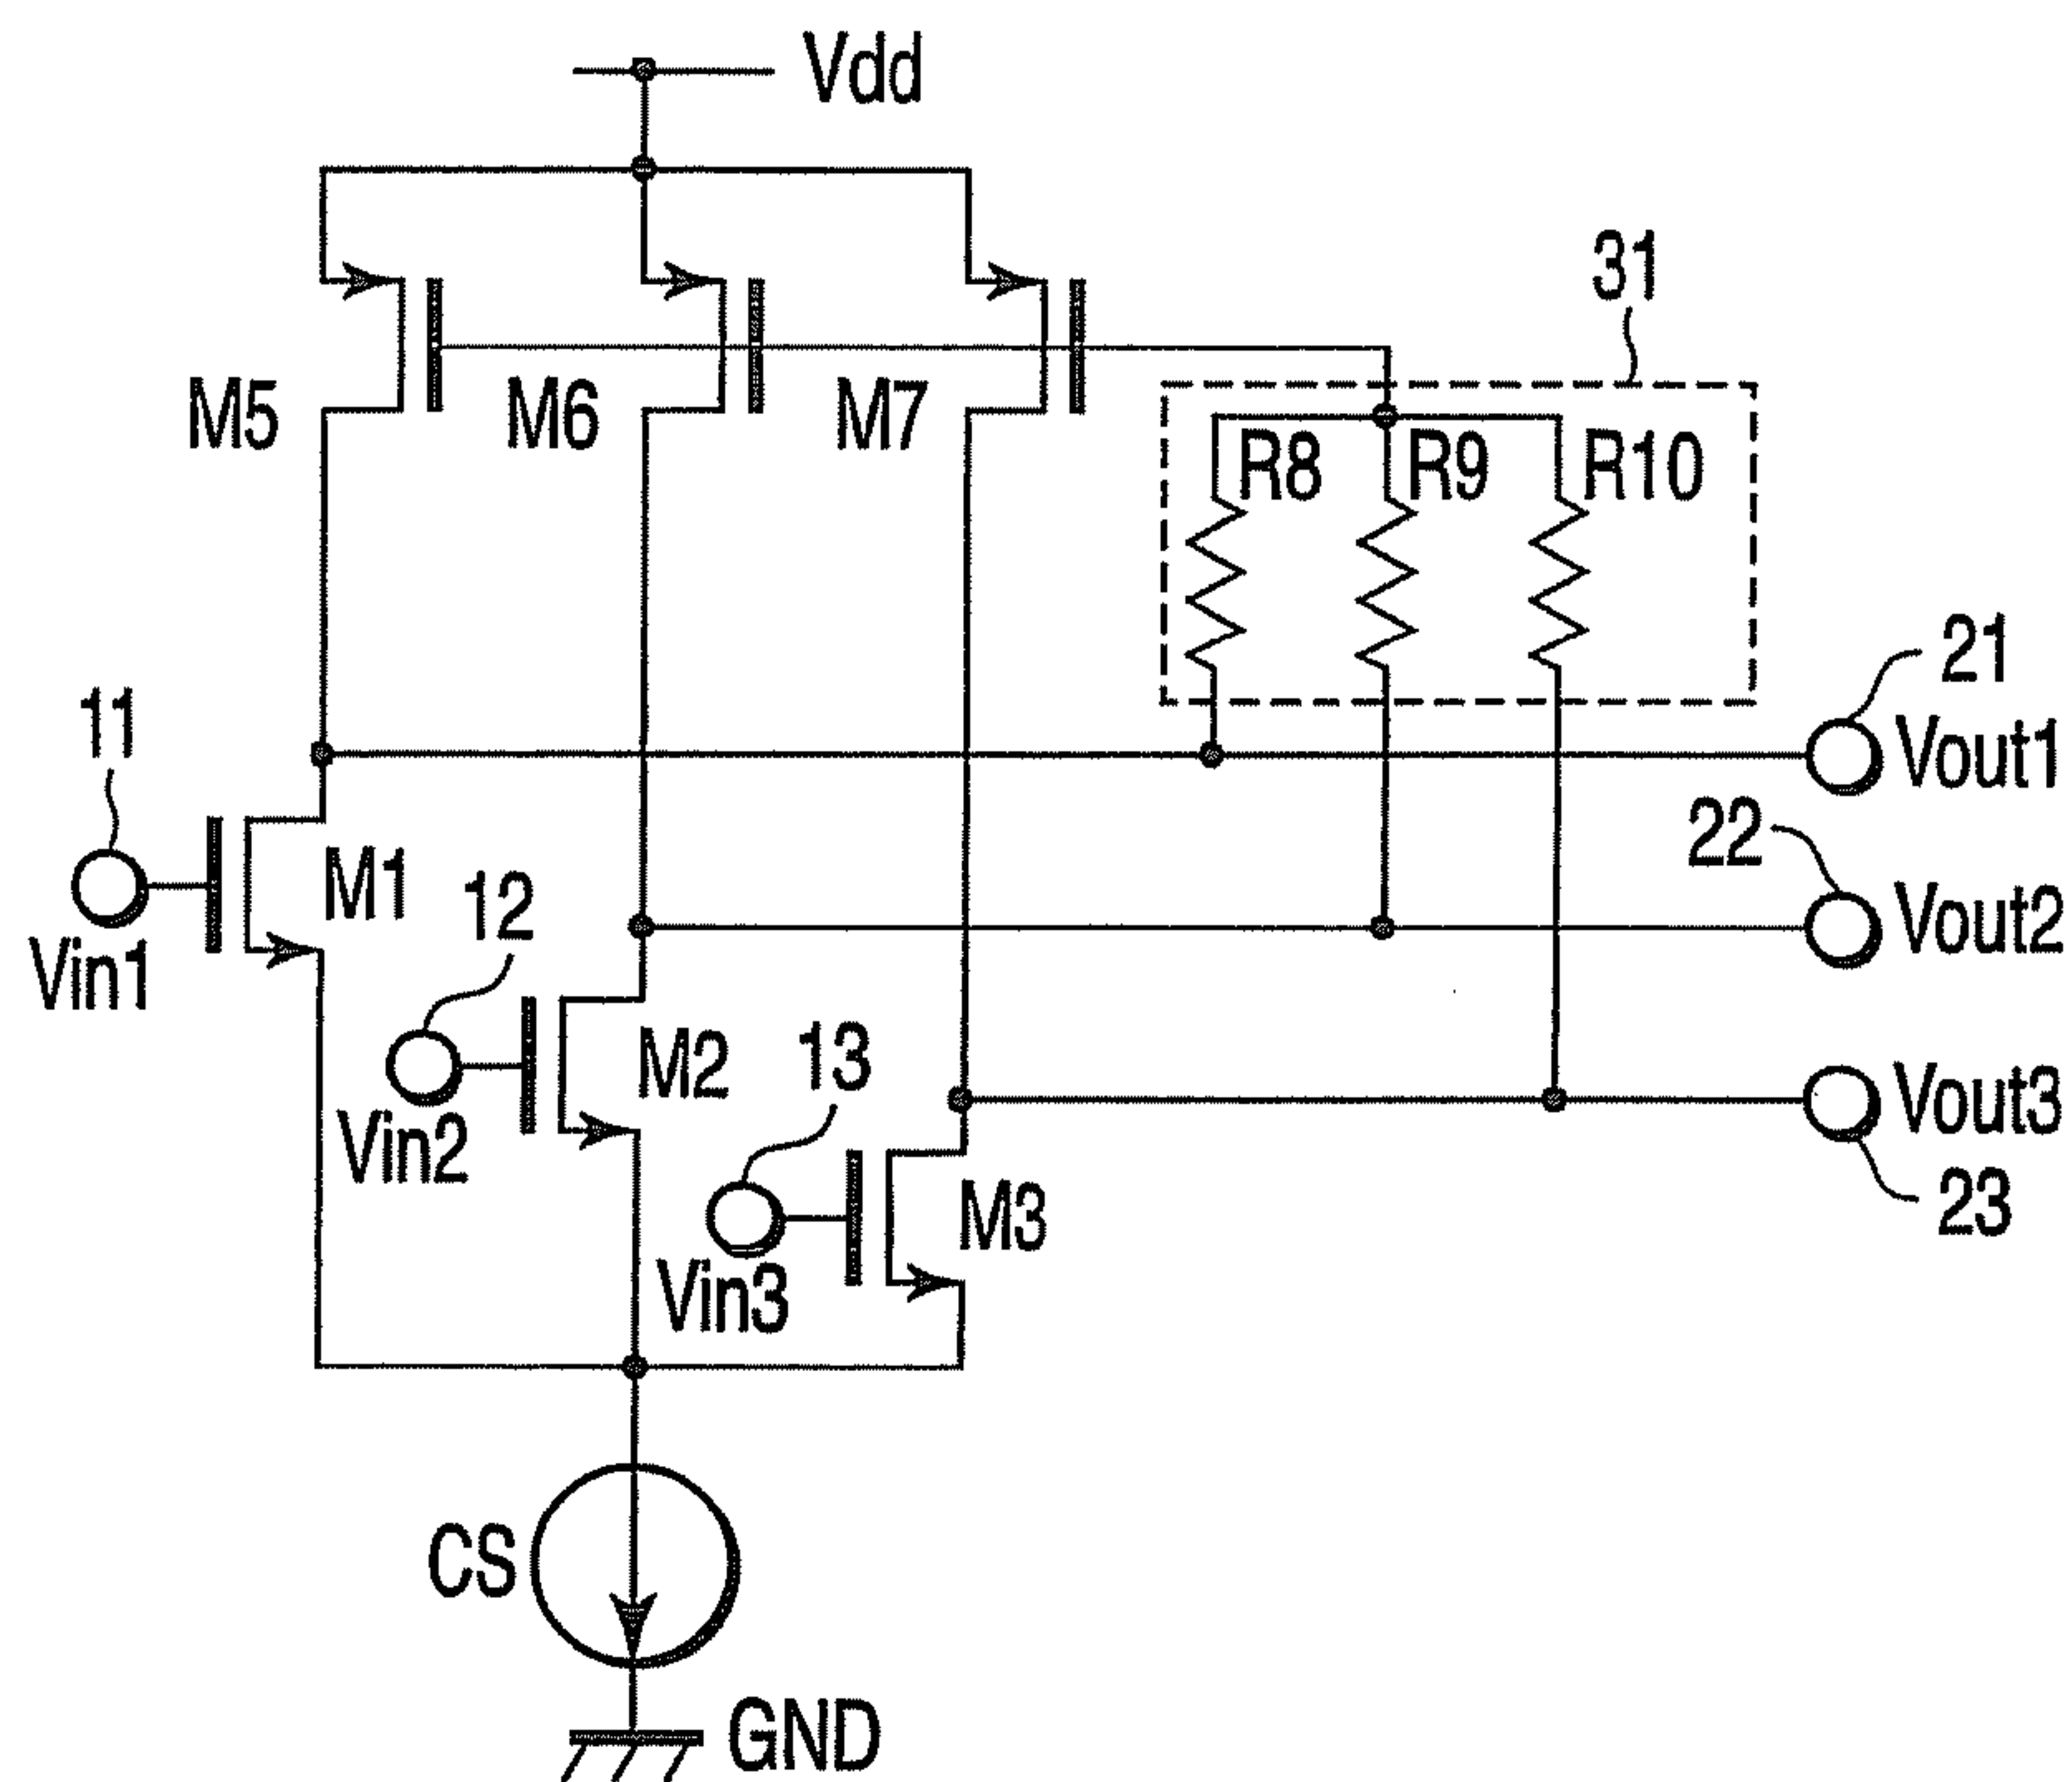 Vdd
31
M5
M6
M7
R8
R9
R10
21
11
Vout1
22
M1
12
Vout2
Vin1
13
M2
Vout3
Vin2
23
M3
Vin3
CS
GND